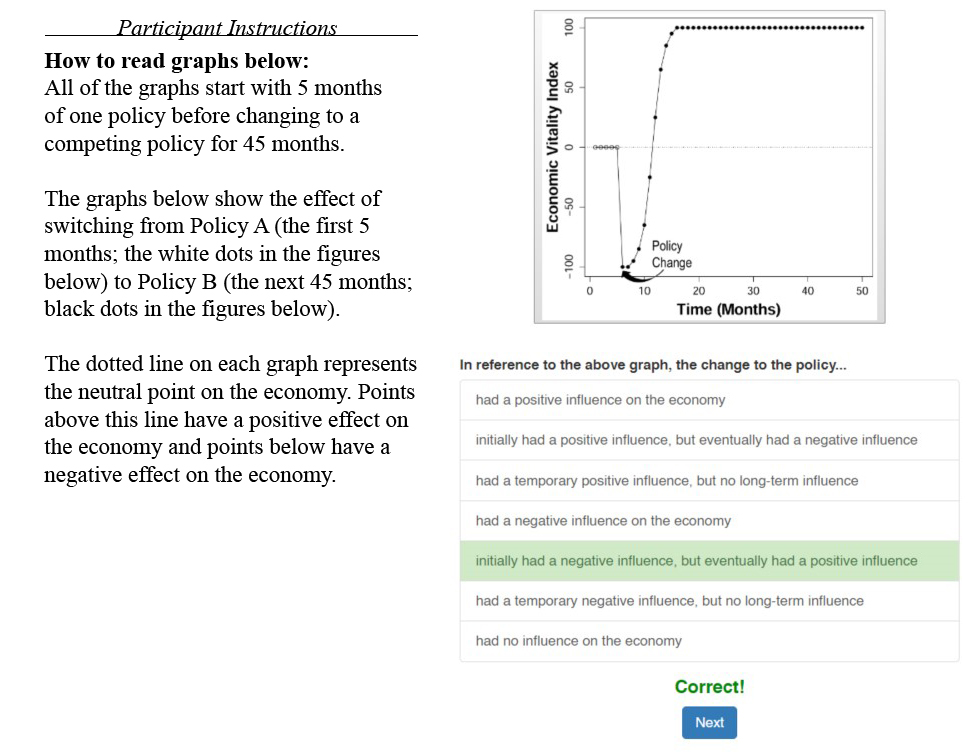 Participant Instructions
How to read graphs below:
All of the graphs start with 5 months
of one policy before changing to a
competing policy for 45 months.
The graphs below show the effect of
switching from Policy A (the first 5
months; the white dots in the figures
below) to Policy B (the next 45 months;
black dots in the figures below).
The dotted line on each graph represents
the neutral point on the economy. Points
above this line have a positive effect on
the economy and points below have a
negative effect on the economy.
Economic Vitality Index
100
50
0
-50
-100
Policy
Change
0 10 20 30 40 50
Time (Months)
In reference to the above graph, the change to the policy...
had a positive influence on the economy
initially had a positive influence, but eventually had a negative influence
had a temporary positive influence, but no long-term influence
had a negative influence on the economy
initially had a negative influence, but eventually had a positive influence
had a temporary negative influence, but no long-term influence
had no influence on the economy
Correct!
Next